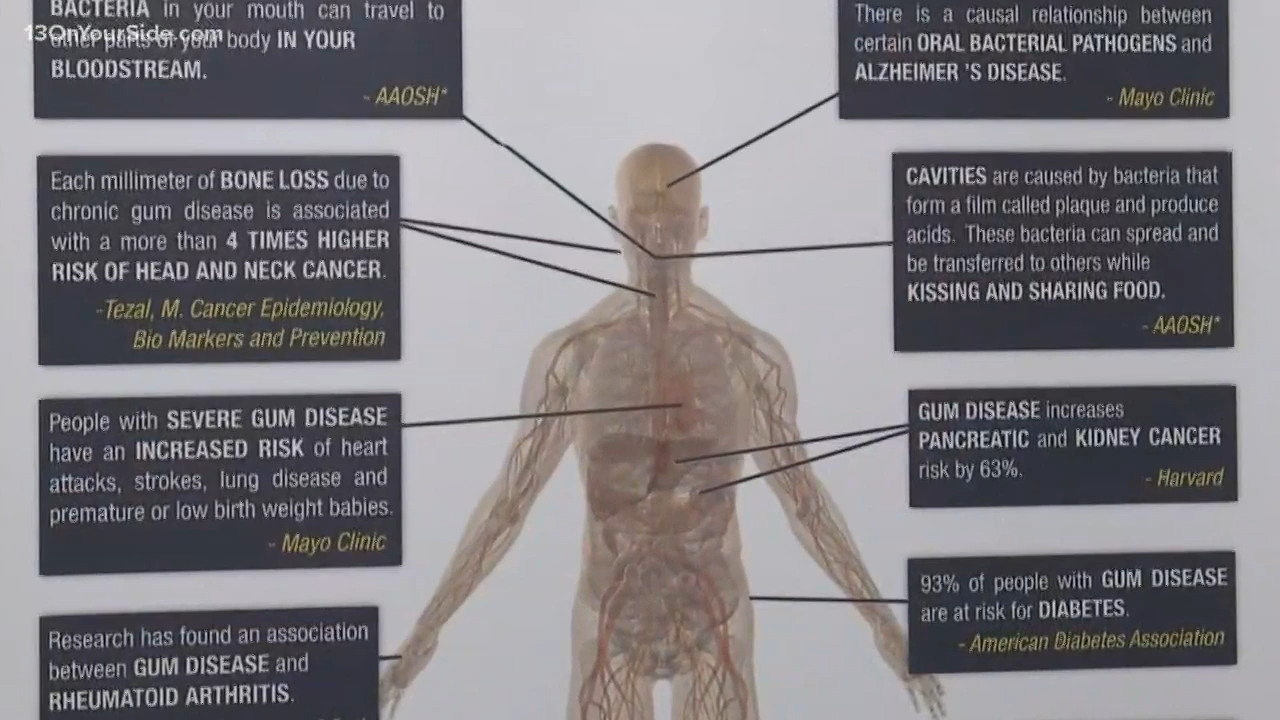 BACTERIA in your mouth can travel to
other parts of your body IN YOUR
BLOODSTREAM.
- AAOSH*
13OnYourSide.com
Each millimeter of BONE LOSS due to
chronic gum disease is associated
with a more than 4 TIMES HIGHER
RISK OF HEAD AND NECK CANCER.
-Tezal, M. Cancer Epidemiology,
Bio Markers and Prevention
People with SEVERE GUM DISEASE
have an INCREASED RISK of heart
attacks, strokes, lung disease and
premature or low birth weight babies.
- Mayo Clinic
Research has found an association
between GUM DISEASE and
RHEUMATOID ARTHRITIS.
There is a causal relationship between
certain ORAL BACTERIAL PATHOGENS and
ALZHEIMER 'S DISEASE.
- Mayo Clinic
CAVITIES are caused by bacteria that
form a film called plaque and produce
acids. These bacteria can spread and
be transferred to others while
KISSING AND SHARING FOOD.
- AAOSH*
GUM DISEASE increases
PANCREATIC and KIDNEY CANCER
risk by 63%.
- Harvard
93% of people with GUM DISEASE
are at risk for DIABETES.
- American Diabetes Association